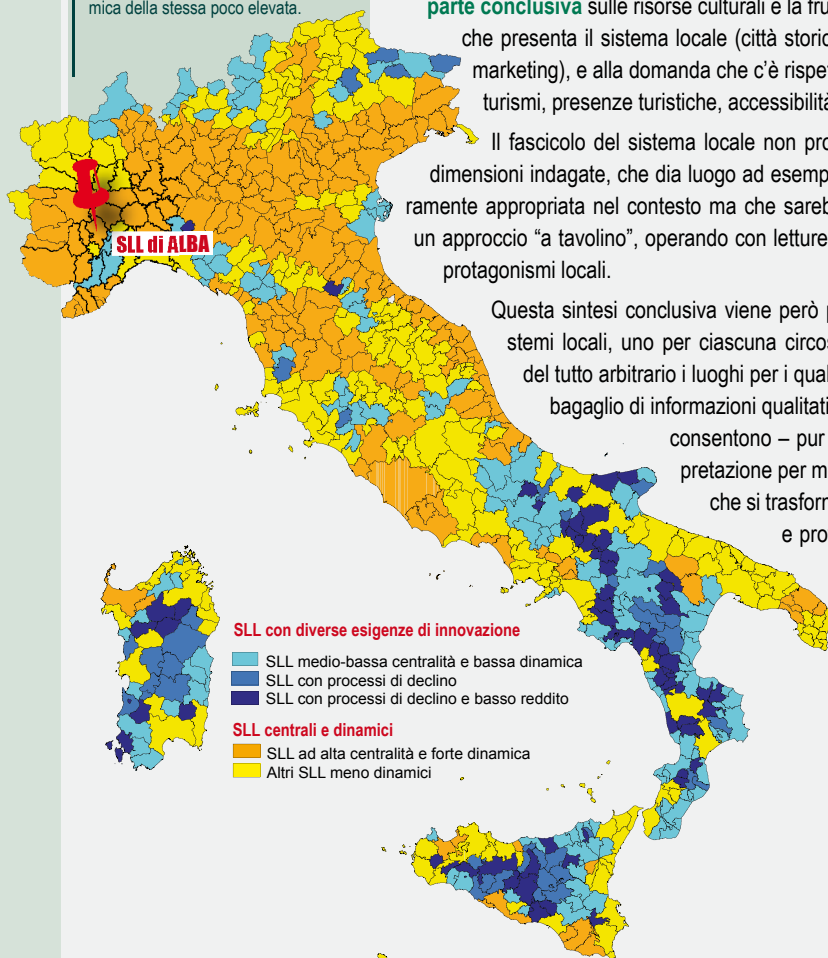 mica della stessa poco elevata.
parte conclusiva sulle risorse culturali e la fru
che presenta il sistema locale (città storic
marketing), e alla domanda che c'è rispe
turismi, presenze turistiche, accessibilità
Il fascicolo del sistema locale non pro
dimensioni indagate, che dia luogo ad esemp
ramente appropriata nel contesto ma che sareb
un approccio “a tavolino”, operando con letture
protagonismi locali.
Questa sintesi conclusiva viene però p
stemi locali, uno per ciascuna circos
del tutto arbitrario i luoghi per i qual
bagaglio di informazioni qualitati
consentono – pur
pretazione per m
che si trasforn
e pro
SLL di ALBA
SLL con diverse esigenze di innovazione
SLL medio-bassa centralità e bassa dinamica
SLL con processi di declino
SLL con processi di declino e basso reddito
SLL centrali e dinamici
SLL ad alta centralità e forte dinamica
Altri SLL meno dinamici